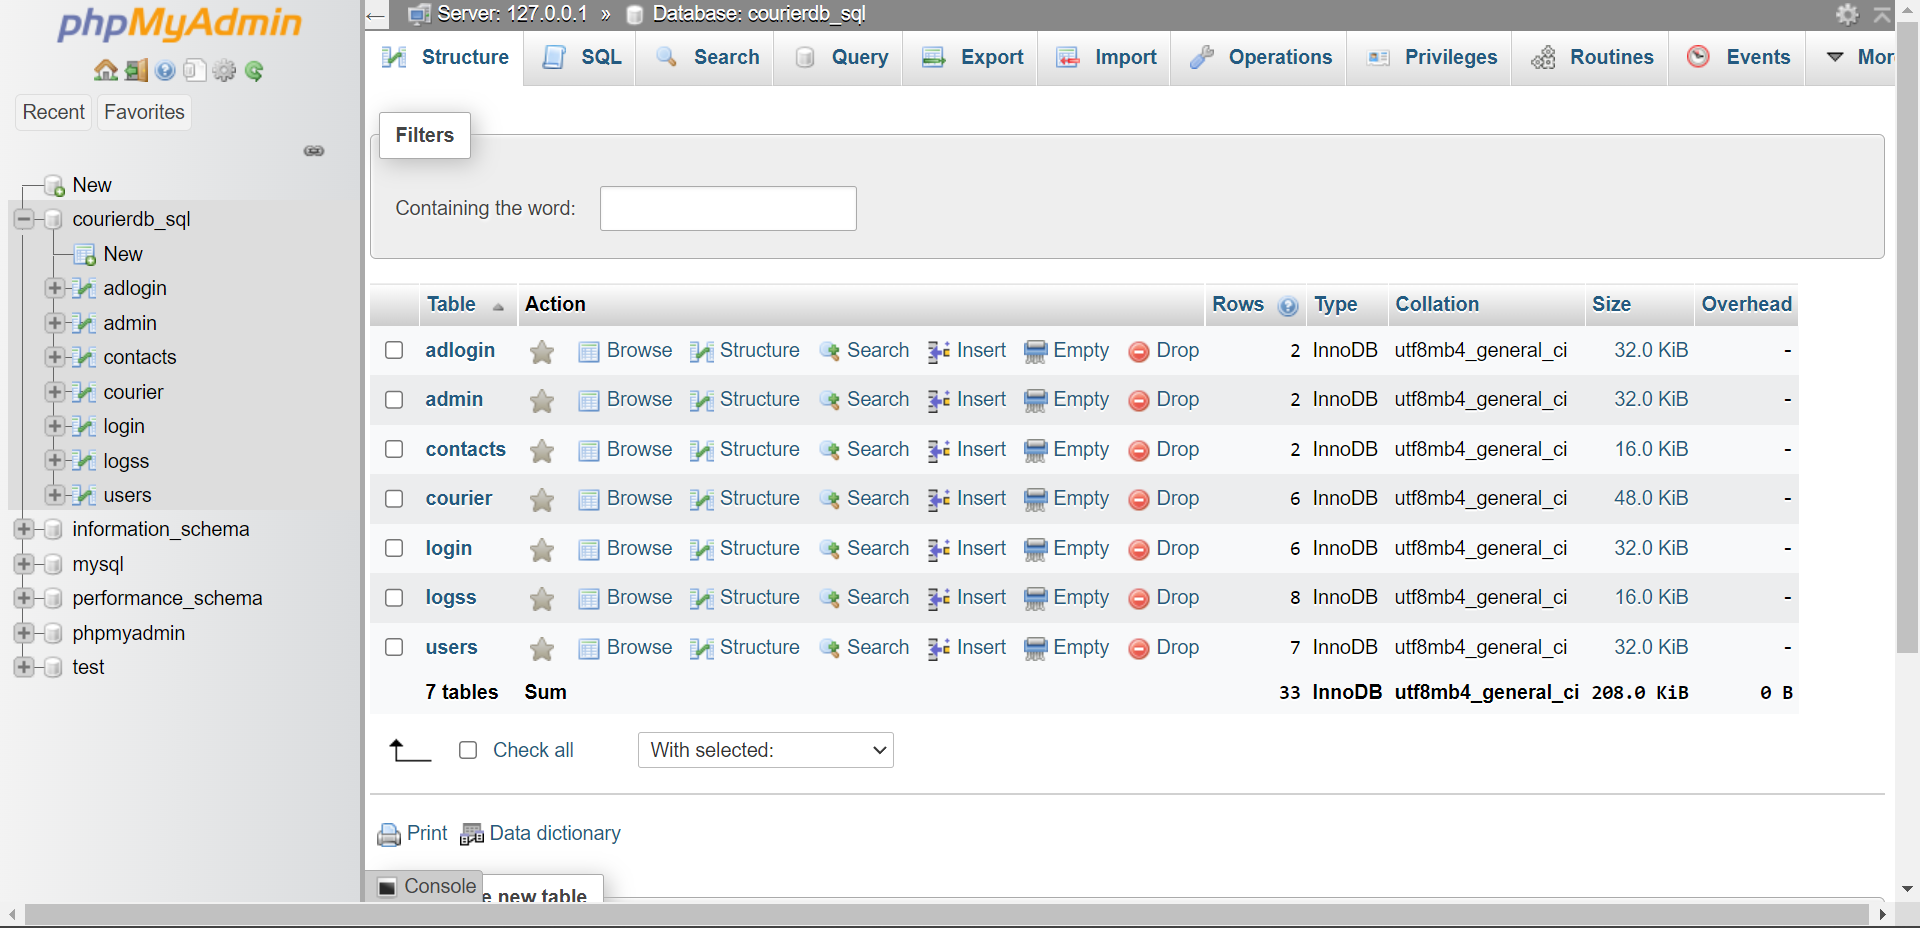 phpMyAdmin
Recent Favorites
New
courierdb_sql
New
adlogin
admin
contacts
courier
login
logss
users
information_schema
mysql
performance_schema
phpmyadmin
test
Server: 127.0.0.1 » Database: courierdb_sql
Structure SQL Search Query Export Import Operations Privileges Routines Events Mor
Filters
Containing the word:
Table Action Rows Type Collation Size Overhead
adlogin Browse Structure Search Insert Empty Drop 2 InnoDB utf8mb4_general_ci 32.0 KiB -
admin Browse Structure Search Insert Empty Drop 2 InnoDB utf8mb4_general_ci 32.0 KiB -
contacts Browse Structure Search Insert Empty Drop 2 InnoDB utf8mb4_general_ci 16.0 KiB -
courier Browse Structure Search Insert Empty Drop 6 InnoDB utf8mb4_general_ci 48.0 KiB -
login Browse Structure Search Insert Empty Drop 6 InnoDB utf8mb4_general_ci 32.0 KiB -
logss Browse Structure Search Insert Empty Drop 8 InnoDB utf8mb4_general_ci 16.0 KiB -
users Browse Structure Search Insert Empty Drop 7 InnoDB utf8mb4_general_ci 32.0 KiB -
7 tables Sum 33 InnoDB utf8mb4_general_ci 208.0 KiB 0 B
Check all With selected:
Print Data dictionary
Console e new table